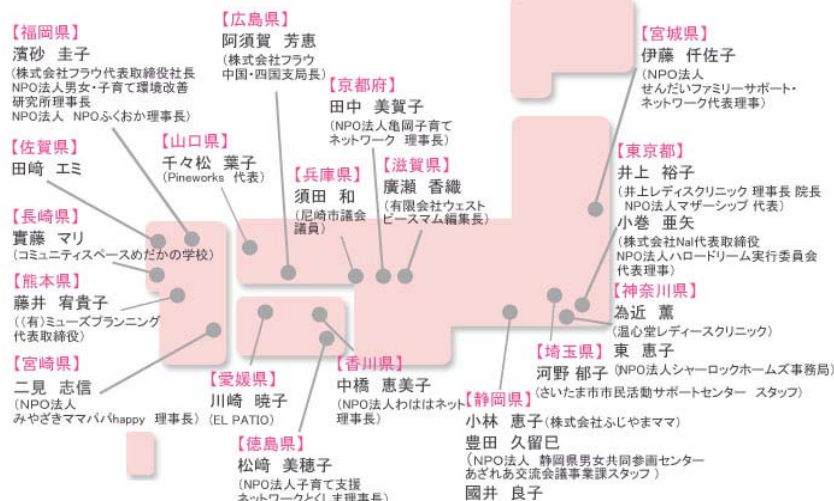 【福岡県】
濱砂 圭子
(株式会社フラウ代表取締役社長
NPO法人男女・子育て環境改善
研究所理事長
NPO法人 NPOふくおか理事長)
【佐賀県】
田﨑 エミ
【長崎県】
實藤 マリ
(コミュニティスペースめだかの学校)
【熊本県】
藤井 宥貴子
((有)ミューズプランニング
代表取締役)
【宮崎県】
二見 志信
(NPO法人
みやざきママパパhappy 理事長)
【山口県】
千々松 葉子
(Pineworks 代表)
【広島県】
阿須賀 芳恵
(株式会社フラウ
中国・四国支局長)
【兵庫県】
須田 和
(尼崎市議会
議員)
【京都府】
田中 美賀子
(NPO法人亀岡子育て
ネットワーク 理事長)
【滋賀県】
廣瀬 香織
(有限会社ウェスト
ピースマム編集長)
【愛媛県】
川崎 暁子
(EL PATIO)
【徳島県】
松﨑 美穂子
(NPO法人子育て支援
ネットワークとくしま理事長)
【香川県】
中橋 恵美子
(NPO法人わははネット
理事長)
【宮城県】
伊藤 仟佐子
(NPO法人
せんだいファミリーサポート・
ネットワーク代表理事)
【東京都】
井上 裕子
(井上レディスクリニック 理事長 院長
NPO法人マザーシップ 代表)
小巻 亜矢
(株式会社Nal代表取締役
NPO法人ハロードリーム実行委員会
代表理事)
【神奈川県】
為近 薫
(温心堂レディースクリニック)
東 恵子
(NPO法人シャーロックホームズ事務局)
【埼玉県】
河野 郁子
(さいたま市市民活動サポートセンター スタッフ)
【静岡県】
小林 恵子(株式会社ふじやまママ)
豊田 久留巳
(NPO法人 静岡県男女共同参画センター
あざれあ交流会議事業課スタッフ)
國井 良子